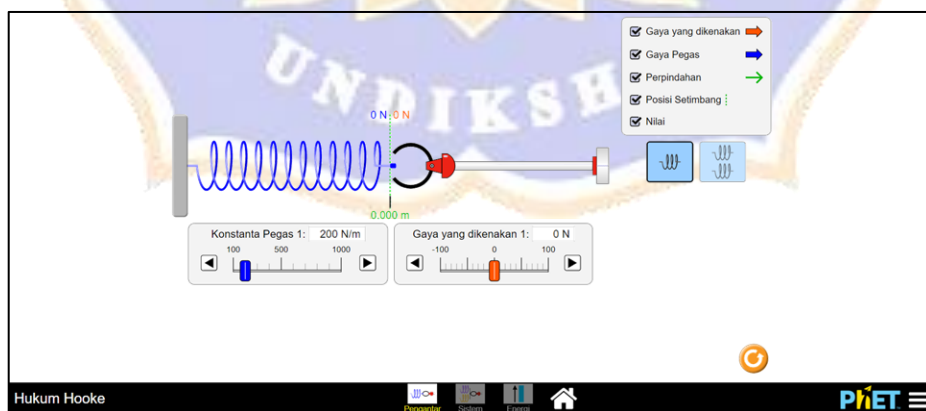 Gaya yang dikenakan
Gaya Pegas
Perpindahan
Posisi Setimbang
Nilai
UNDIKSH
0 N 0 N
0.000 m
Konstanta Pegas 1: 200 N/m
100 500 1000
Gaya yang dikenakan 1: 0 N
-100 0 100
Hukum Hooke
Pengantar
Sistem
Energi
PhET